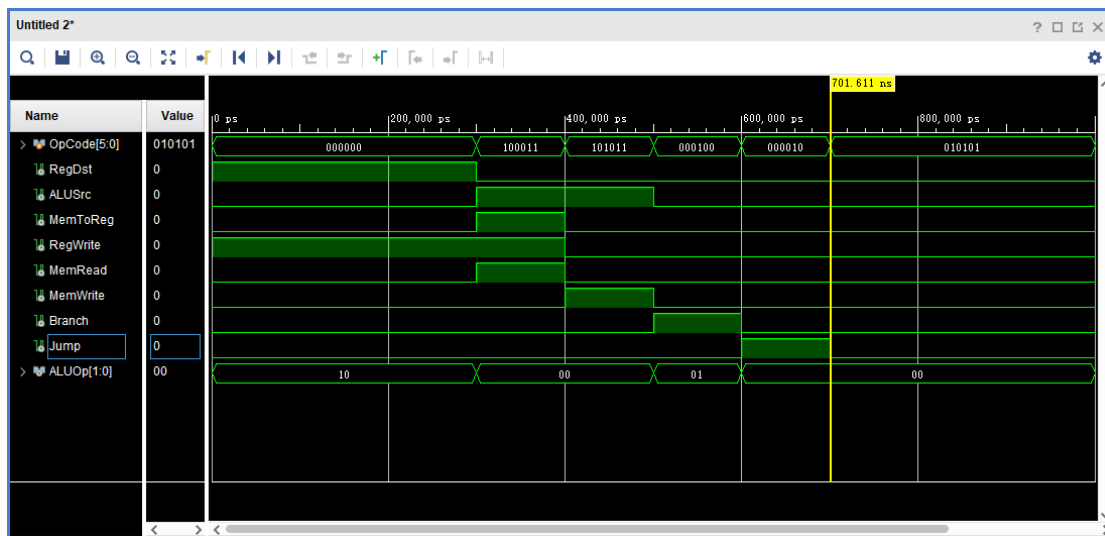 Untitled 2*
701.611 ns
Name Value
0 ps 200,000 ps 400,000 ps 600,000 ps 800,000 ps
OpCode[5:0] 010101 000000 100011 101011 000100 000010 010101
RegDst 0
ALUSrc 0
MemToReg 0
RegWrite 0
MemRead 0
MemWrite 0
Branch 0
Jump 0
ALUOp[1:0] 00 10 00 01 00